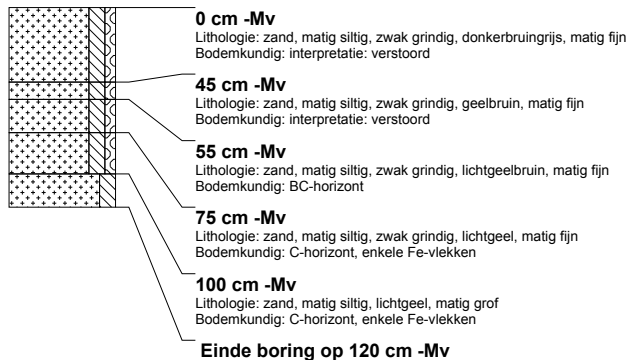 0 cm -Mv
Lithologie: zand, matig siltig, zwak grindig, donkerbruingrijs, matig fijn
Bodemkundig: interpretatie: verstoord
45 cm -Mv
Lithologie: zand, matig siltig, zwak grindig, geelbruin, matig fijn
Bodemkundig: interpretatie: verstoord
55 cm -Mv
Lithologie: zand, matig siltig, zwak grindig, lichtgeelbruin, matig fijn
Bodemkundig: BC-horizont
75 cm -Mv
Lithologie: zand, matig siltig, zwak grindig, lichtgeel, matig fijn
Bodemkundig: C-horizont, enkele Fe-vlekken
100 cm -Mv
Lithologie: zand, matig siltig, lichtgeel, matig grof
Bodemkundig: C-horizont, enkele Fe-vlekken
Einde boring op 120 cm -Mv